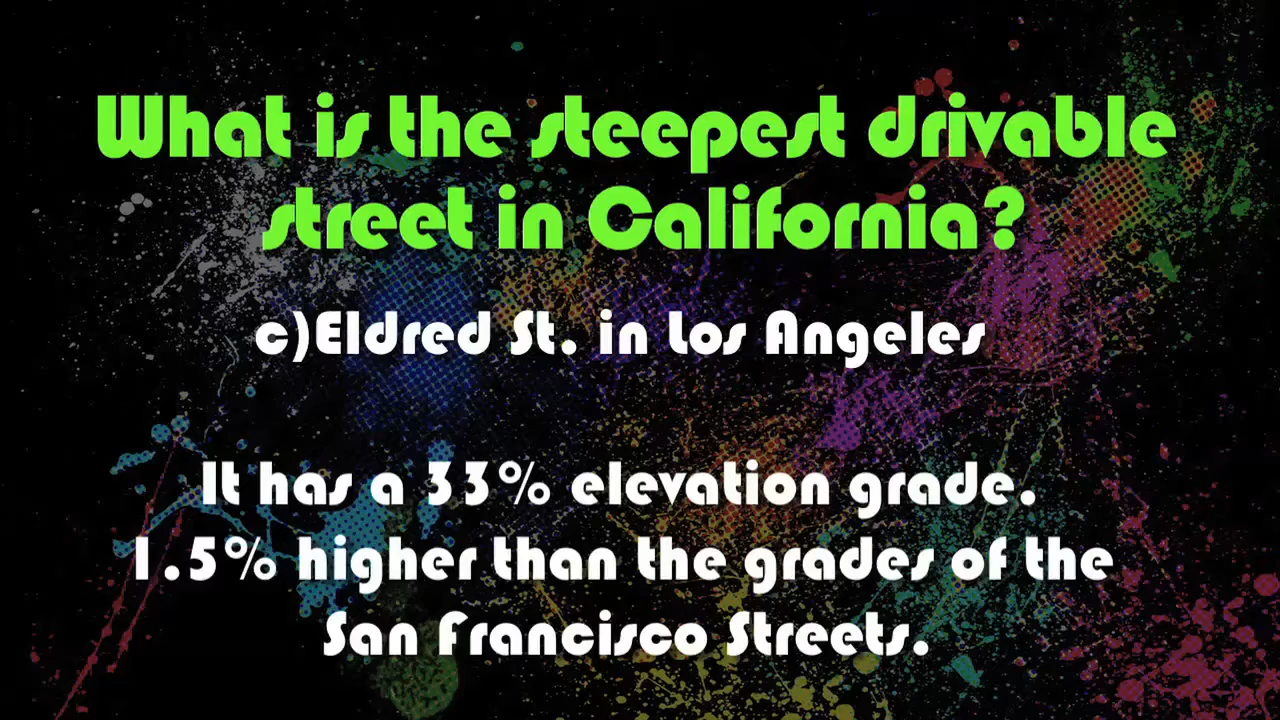 What is the steepest drivable
street in California?
c)Eldred St. in Los Angeles
It has a 33% elevation grade.
1.5% higher than the grades of the
San Francisco Streets.